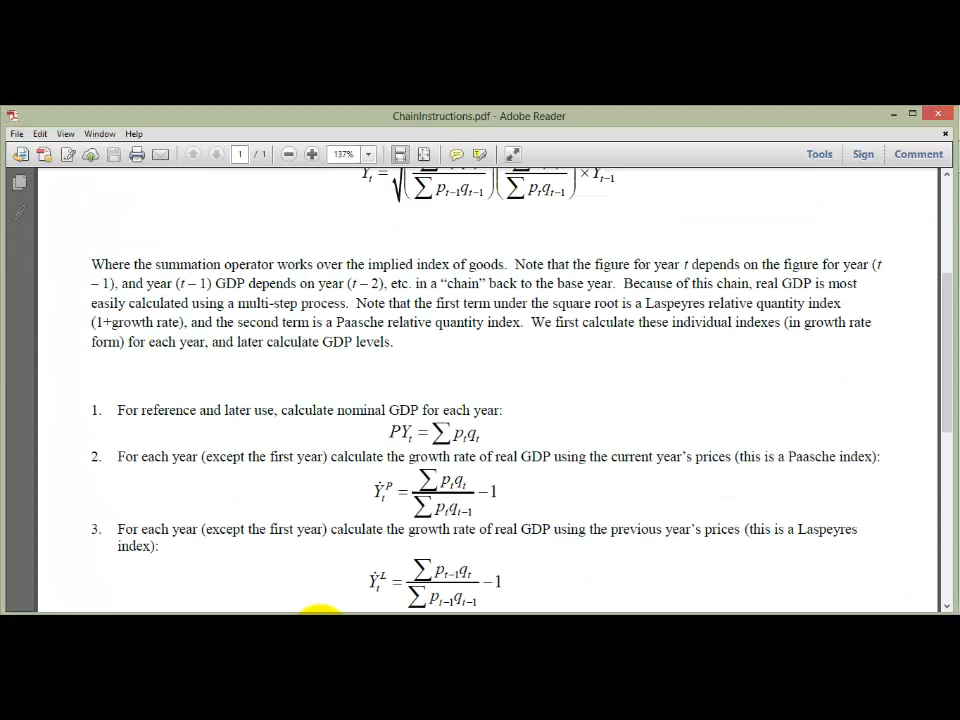 ChainInstructions.pdf - Adobe Reader
File Edit View Window Help
1 / 1 137% Tools Sign Comment
Y_t = √( ∑ p_{t−1}q_{t−1} )( ∑ p_tq_{t−1} ) × Y_{t−1}
Where the summation operator works over the implied index of goods. Note that the figure for year t depends on the figure for year (t
– 1), and year (t – 1) GDP depends on year (t – 2), etc. in a “chain” back to the base year. Because of this chain, real GDP is most
easily calculated using a multi-step process. Note that the first term under the square root is a Laspeyres relative quantity index
(1+growth rate), and the second term is a Paasche relative quantity index. We first calculate these individual indexes (in growth rate
form) for each year, and later calculate GDP levels.
1. For reference and later use, calculate nominal GDP for each year:
PY_t = ∑ p_tq_t
2. For each year (except the first year) calculate the growth rate of real GDP using the current year’s prices (this is a Paasche index):
Ẏ_t^P = ∑ p_tq_t / ∑ p_tq_{t−1} − 1
3. For each year (except the first year) calculate the growth rate of real GDP using the previous year’s prices (this is a Laspeyres
index):
Ẏ_t^L = ∑ p_{t−1}q_t / ∑ p_{t−1}q_{t−1} − 1